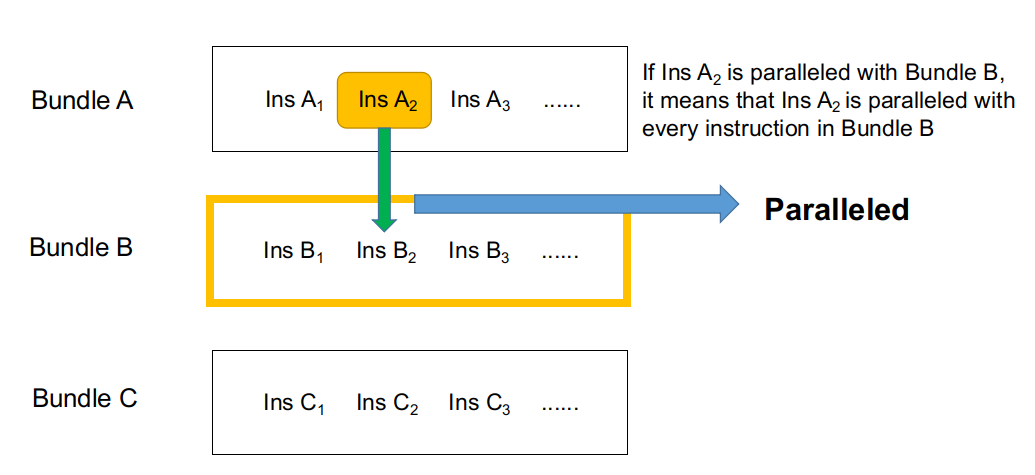 Bundle A
Ins A₁ Ins A₂ Ins A₃ ......
If Ins A₂ is paralleled with Bundle B,
it means that Ins A₂ is paralleled with
every instruction in Bundle B
Paralleled
Bundle B
Ins B₁ Ins B₂ Ins B₃ ......
Bundle C
Ins C₁ Ins C₂ Ins C₃ ......